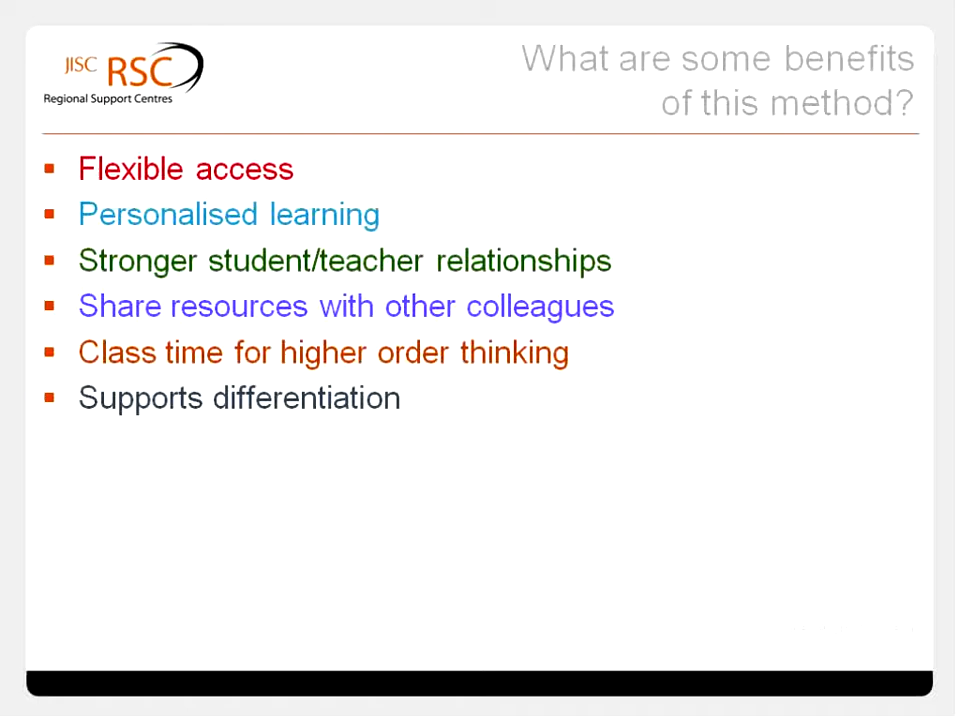 JISC RSC
Regional Support Centres
What are some benefits
of this method?
Flexible access
Personalised learning
Stronger student/teacher relationships
Share resources with other colleagues
Class time for higher order thinking
Supports differentiation